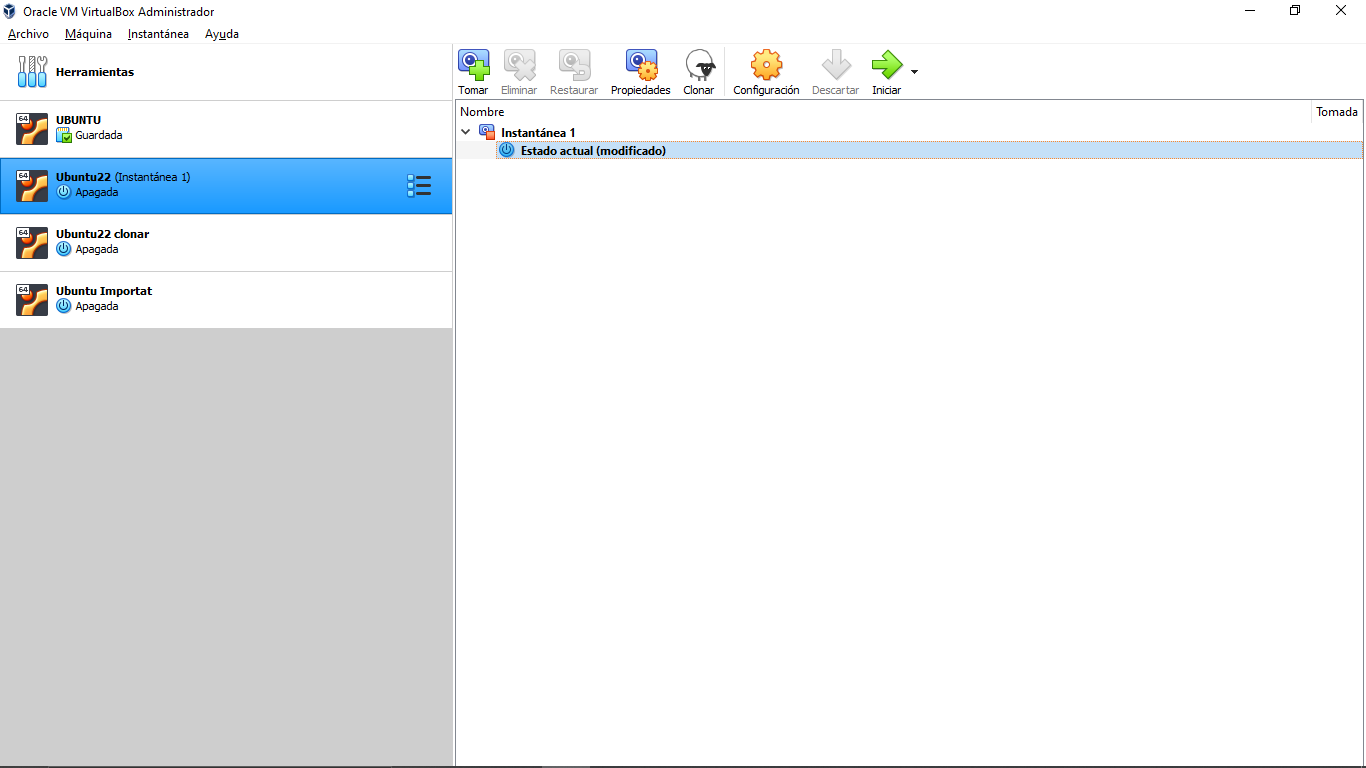 Oracle VM VirtualBox Administrador
Archivo Máquina Instantánea Ayuda
Herramientas
64
UBUNTU
Guardada
64
Ubuntu22 (Instantánea 1)
Apagada
64
Ubuntu22 clonar
Apagada
64
Ubuntu Importat
Apagada
Tomar Eliminar Restaurar Propiedades Clonar Configuración Descartar Iniciar
Nombre Tomada
Instantánea 1
Estado actual (modificado)